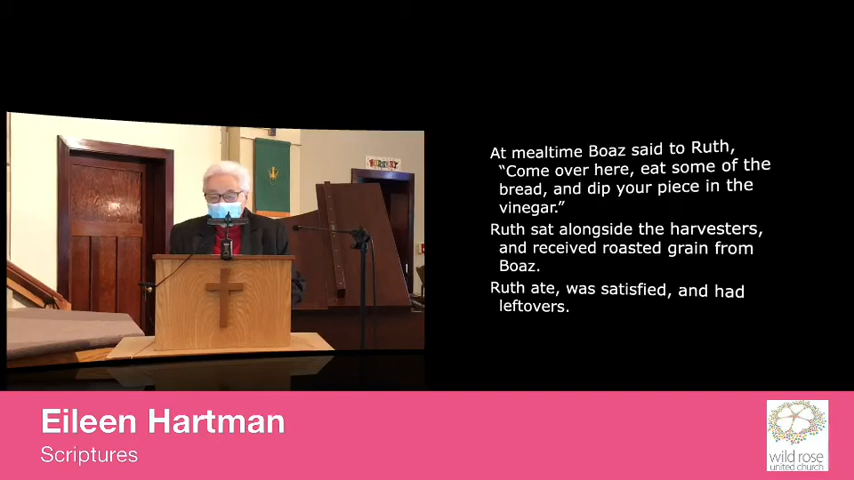 At mealtime Boaz said to Ruth,
“Come over here, eat some of the
bread, and dip your piece in the
vinegar.”
Ruth sat alongside the harvesters,
and received roasted grain from
Boaz.
Ruth ate, was satisfied, and had
leftovers.
Eileen Hartman
Scriptures
wild rose
united church